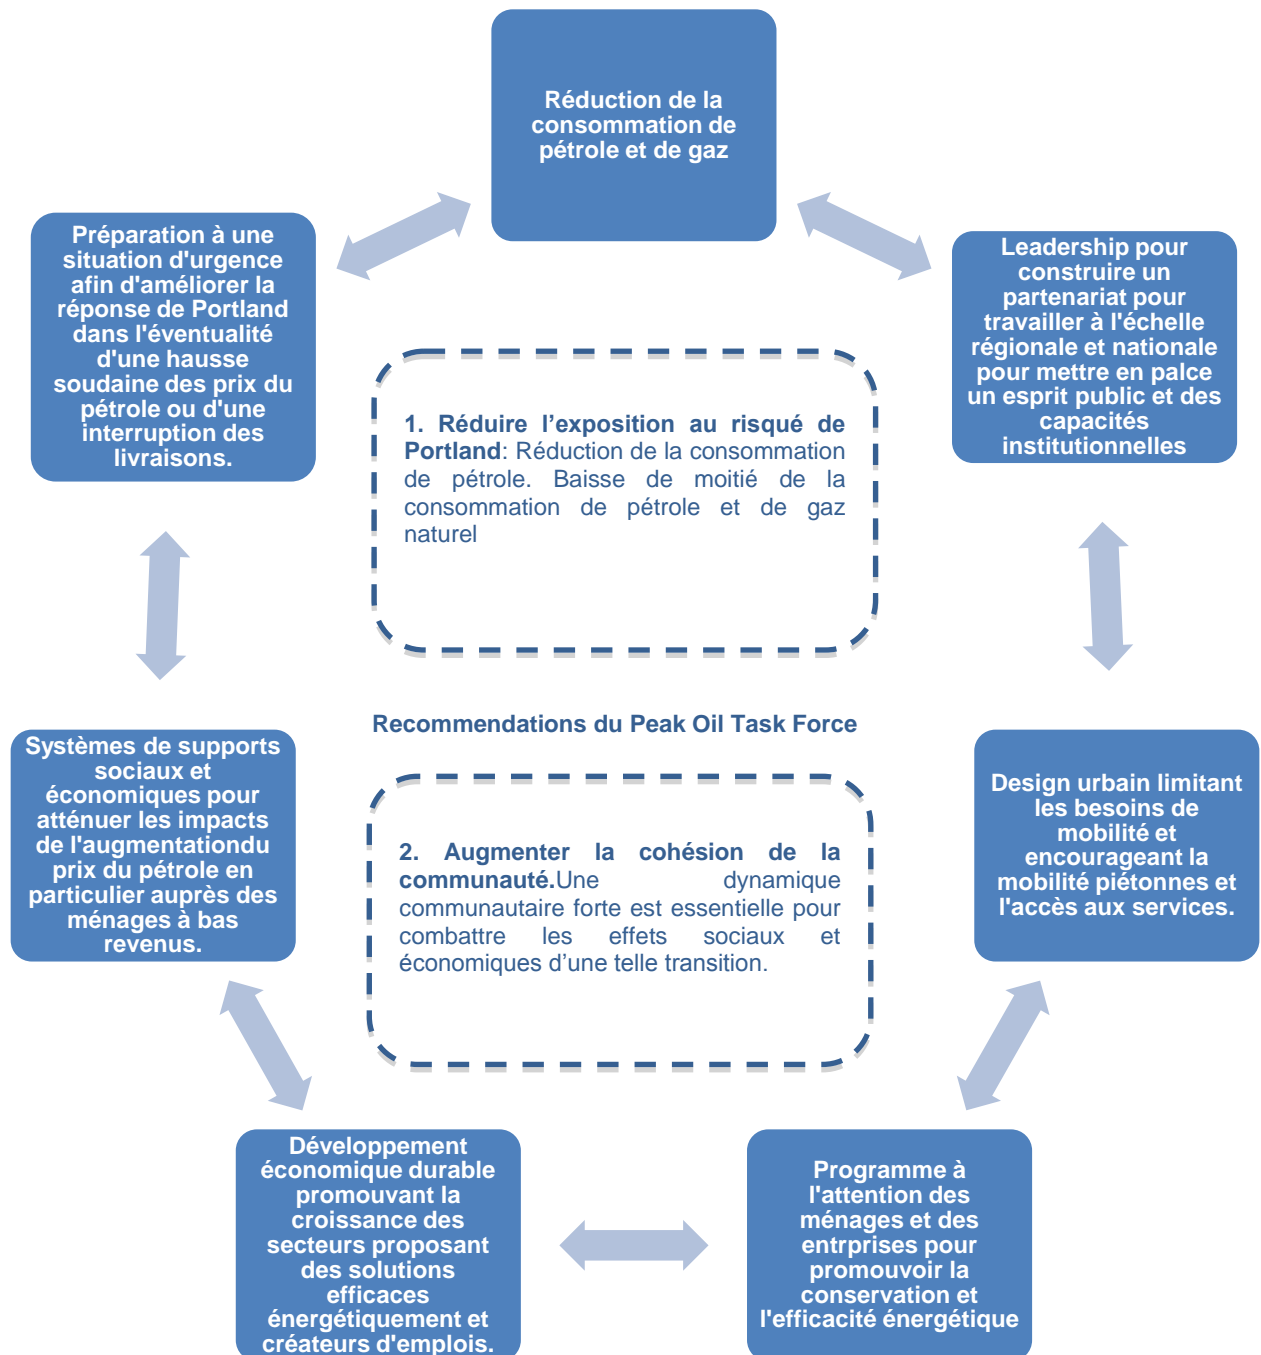 Réduction de la
consommation de
pétrole et de gaz
Préparation à une
situation d'urgence
afin d'améliorer la
réponse de Portland
dans l'éventualité
d'une hausse
soudaine des prix du
pétrole ou d'une
interruption des
livraisons.
Leadership pour
construire un
partenariat pour
travailler à l'échelle
régionale et nationale
pour mettre en palce
un esprit public et des
capacités
institutionnelles
1. Réduire l’exposition au risqué de
Portland: Réduction de la consommation
de pétrole. Baisse de moitié de la
consommation de pétrole et de gaz
naturel
Recommendations du Peak Oil Task Force
Systèmes de supports
sociaux et
économiques pour
atténuer les impacts
de l'augmentationdu
prix du pétrole en
particulier auprès des
ménages à bas
revenus.
2. Augmenter la cohésion de la
communauté.Une dynamique
communautaire forte est essentielle pour
combattre les effets sociaux et
économiques d’une telle transition.
Design urbain limitant
les besoins de
mobilité et
encourageant la
mobilité piétonnes et
l'accès aux services.
Développement
économique durable
promouvant la
croissance des
secteurs proposant
des solutions
efficaces
énergétiquement et
créateurs d'emplois.
Programme à
l'attention des
ménages et des
entrprises pour
promouvoir la
conservation et
l'efficacité énergétique